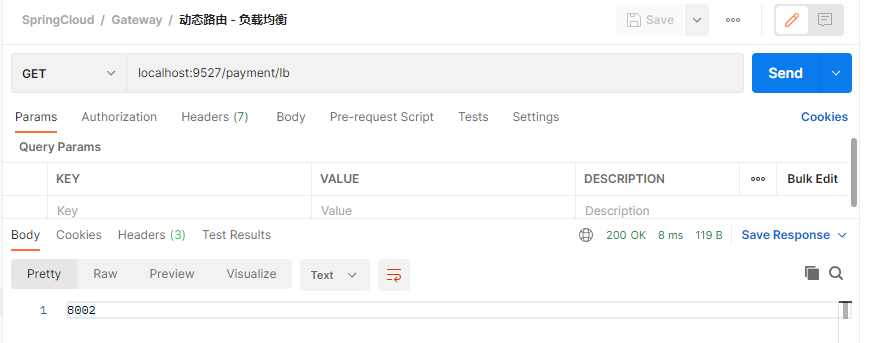 SpringCloud / Gateway / 动态路由 - 负载均衡 Save
GET localhost:9527/payment/lb Send
Params Authorization Headers (7) Body Pre-request Script Tests Settings Cookies
Query Params
KEY VALUE DESCRIPTION Bulk Edit
Key Value Description
Body Cookies Headers (3) Test Results 200 OK 8 ms 119 B Save Response
Pretty Raw Preview Visualize Text
1 8002